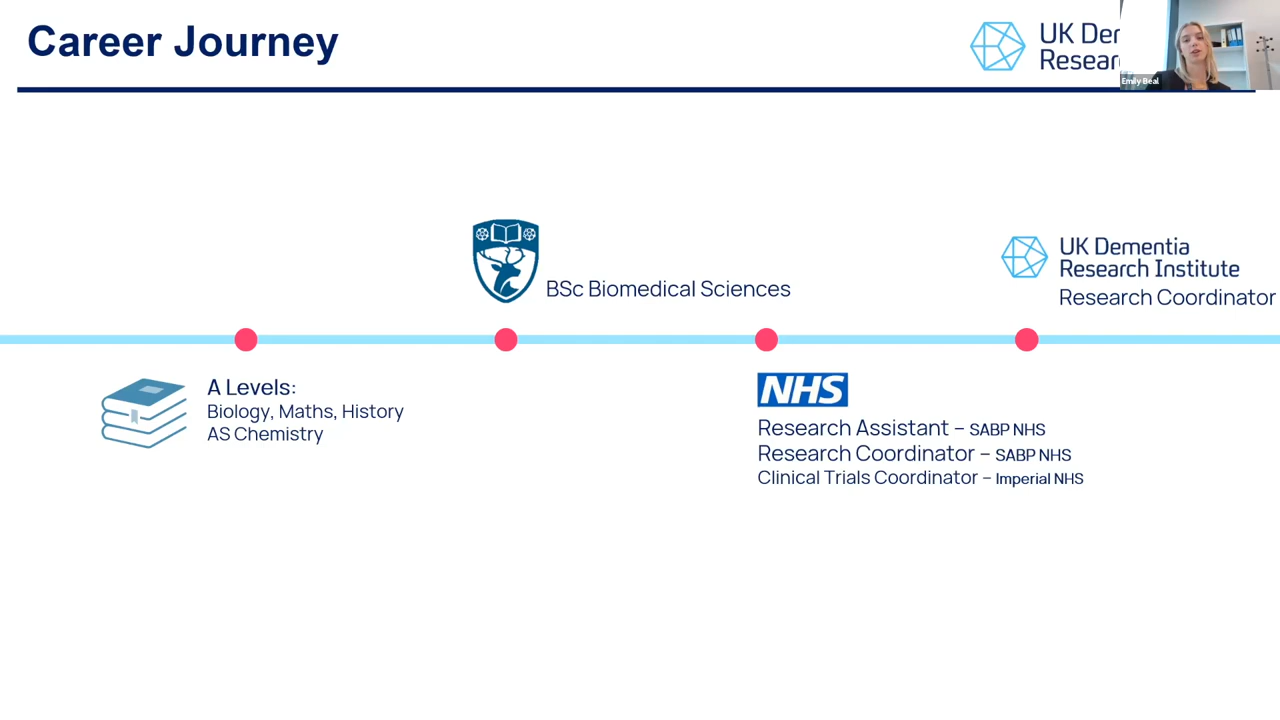 Career Journey
UK De
Resear
Emily Beal
BSc Biomedical Sciences
UK Dementia
Research Institute
Research Coordinator
A Levels:
Biology, Maths, History
AS Chemistry
NHS
Research Assistant – SABP NHS
Research Coordinator – SABP NHS
Clinical Trials Coordinator – Imperial NHS